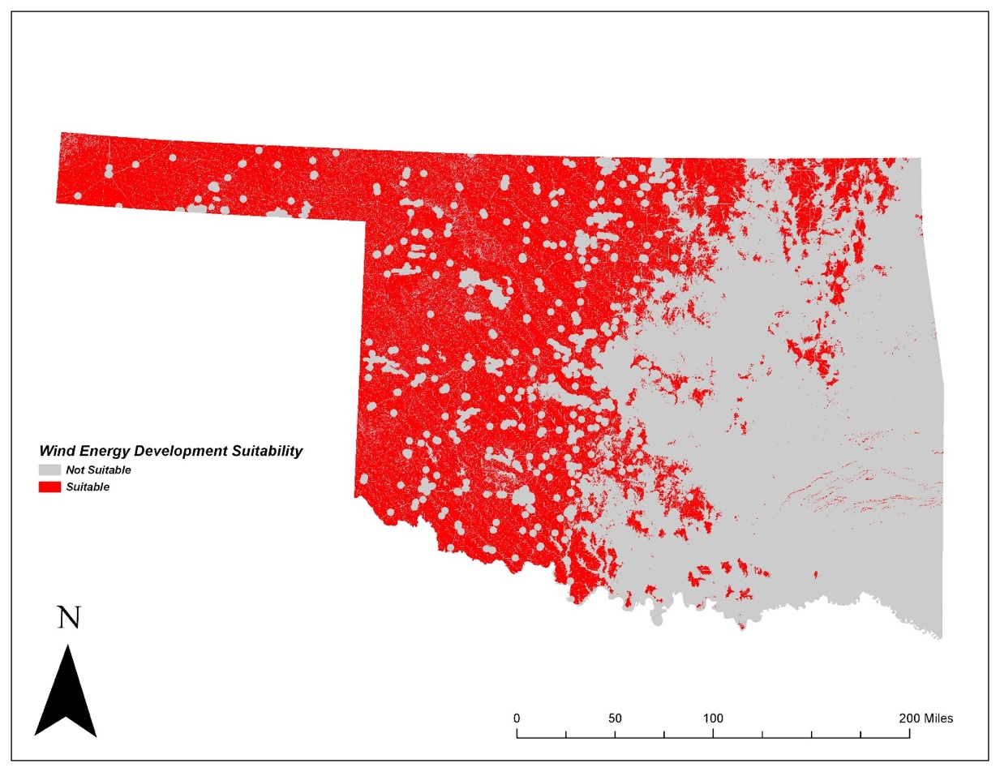 Wind Energy Development Suitability
Not Suitable
Suitable
N
0 50 100 200 Miles